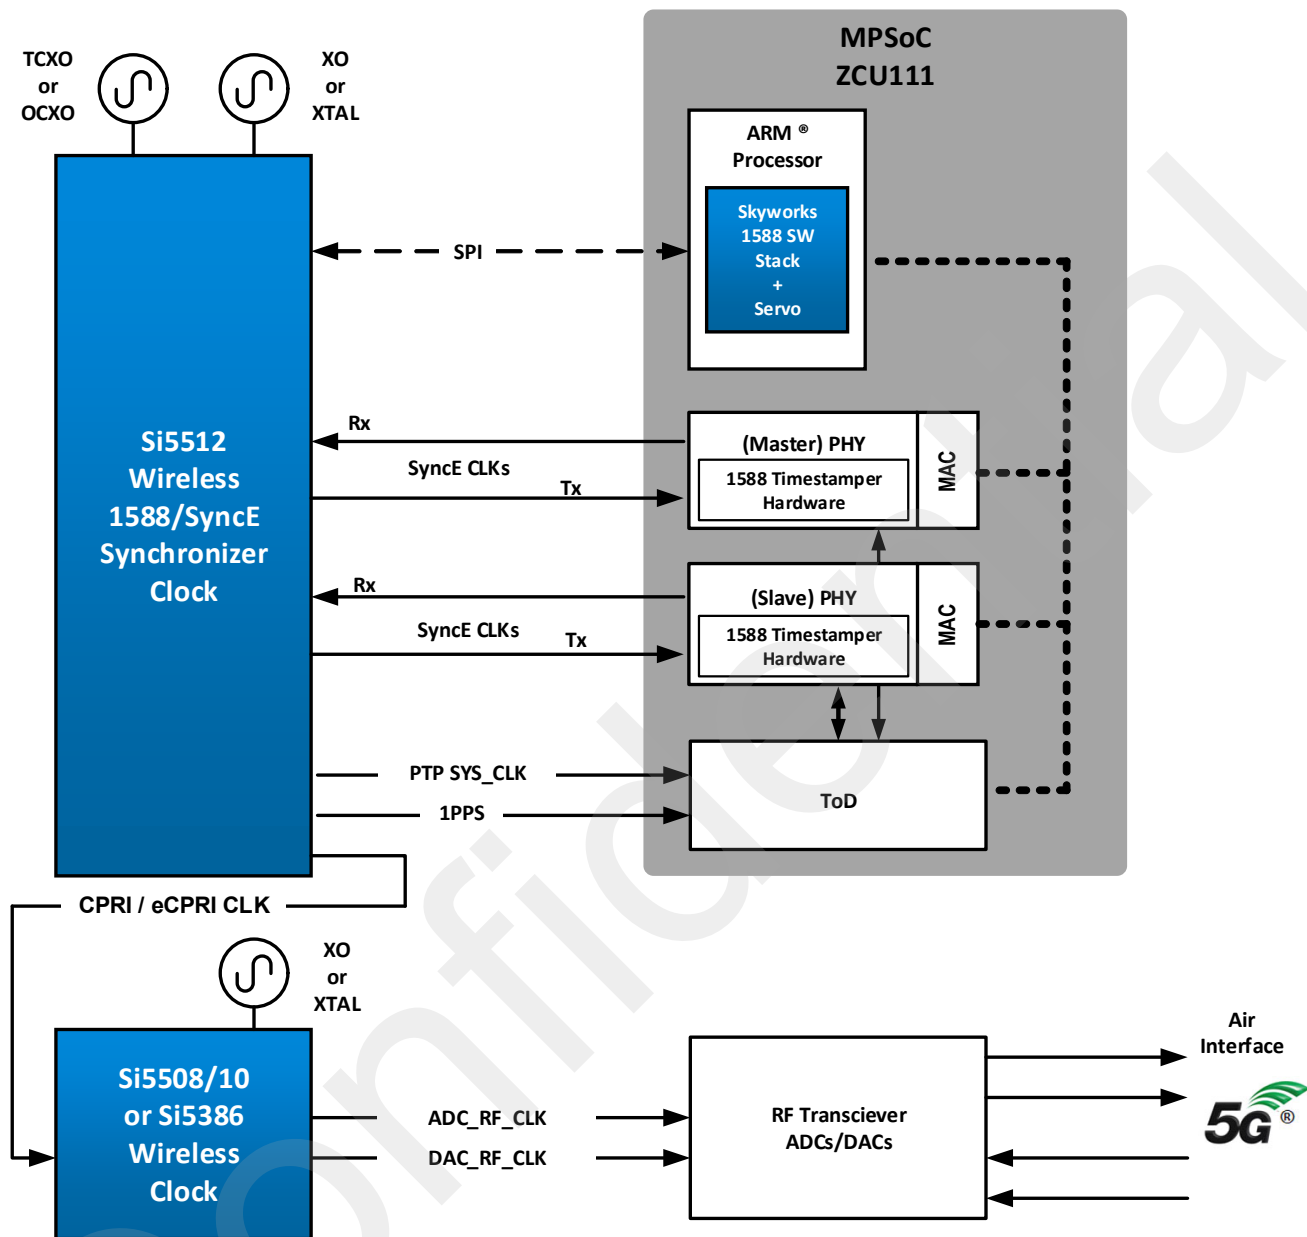 TCXO
or
OCXO
XO
or
XTAL
MPSoC
ZCU111
ARM ®
Processor
Skyworks
1588 SW
Stack
+
Servo
SPI
Si5512
Wireless
1588/SyncE
Synchronizer
Clock
Rx
SyncE CLKs
Tx
(Master) PHY
1588 Timestamper
Hardware
MAC
Rx
SyncE CLKs
Tx
(Slave) PHY
1588 Timestamper
Hardware
MAC
PTP SYS_CLK
1PPS
ToD
CPRI / eCPRI CLK
XO
or
XTAL
Si5508/10
or Si5386
Wireless
Clock
ADC_RF_CLK
DAC_RF_CLK
RF Transciever
ADCs/DACs
Air
Interface
5G®
Confidential